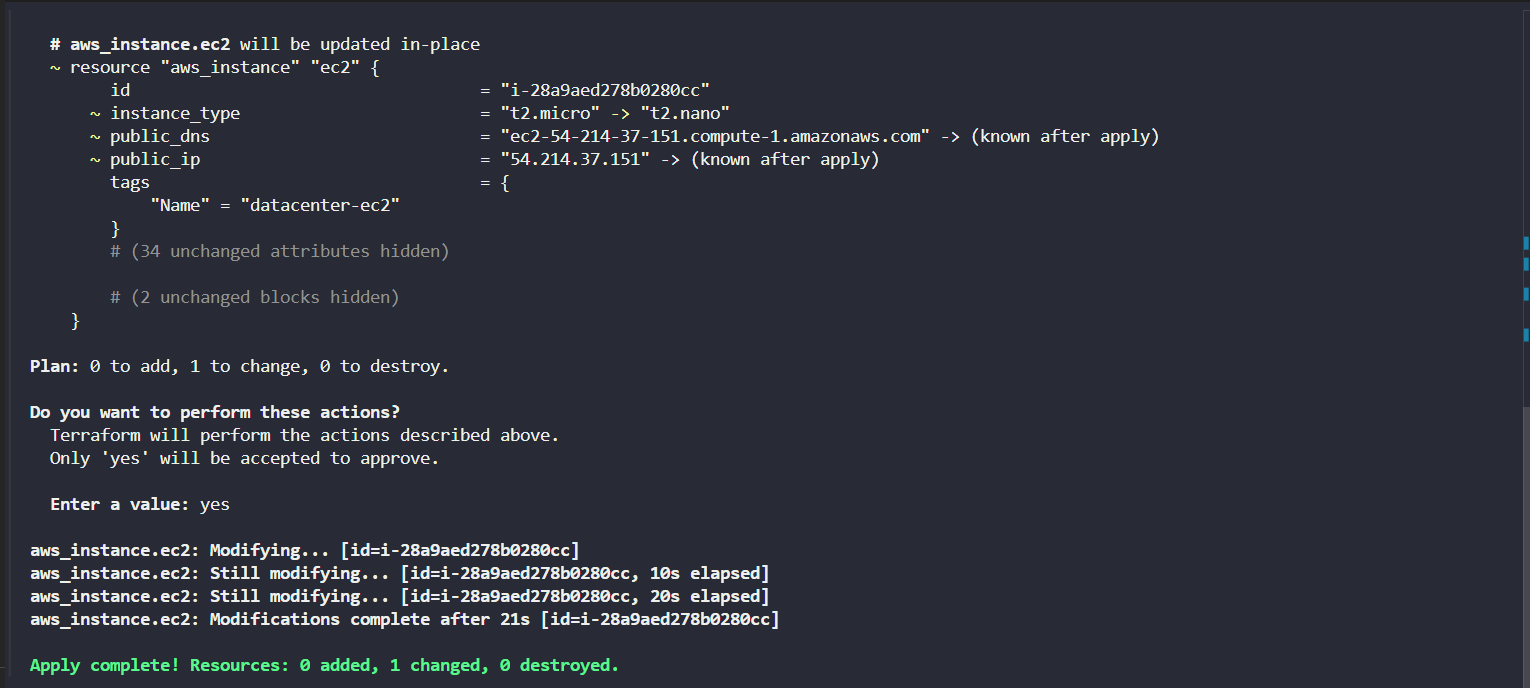 # aws_instance.ec2 will be updated in-place
~ resource "aws_instance" "ec2" {
id = "i-28a9aed278b0280cc"
~ instance_type = "t2.micro" -> "t2.nano"
~ public_dns = "ec2-54-214-37-151.compute-1.amazonaws.com" -> (known after apply)
~ public_ip = "54.214.37.151" -> (known after apply)
tags = {
"Name" = "datacenter-ec2"
}
# (34 unchanged attributes hidden)
# (2 unchanged blocks hidden)
}
Plan: 0 to add, 1 to change, 0 to destroy.
Do you want to perform these actions?
Terraform will perform the actions described above.
Only 'yes' will be accepted to approve.
Enter a value: yes
aws_instance.ec2: Modifying... [id=i-28a9aed278b0280cc]
aws_instance.ec2: Still modifying... [id=i-28a9aed278b0280cc, 10s elapsed]
aws_instance.ec2: Still modifying... [id=i-28a9aed278b0280cc, 20s elapsed]
aws_instance.ec2: Modifications complete after 21s [id=i-28a9aed278b0280cc]
Apply complete! Resources: 0 added, 1 changed, 0 destroyed.